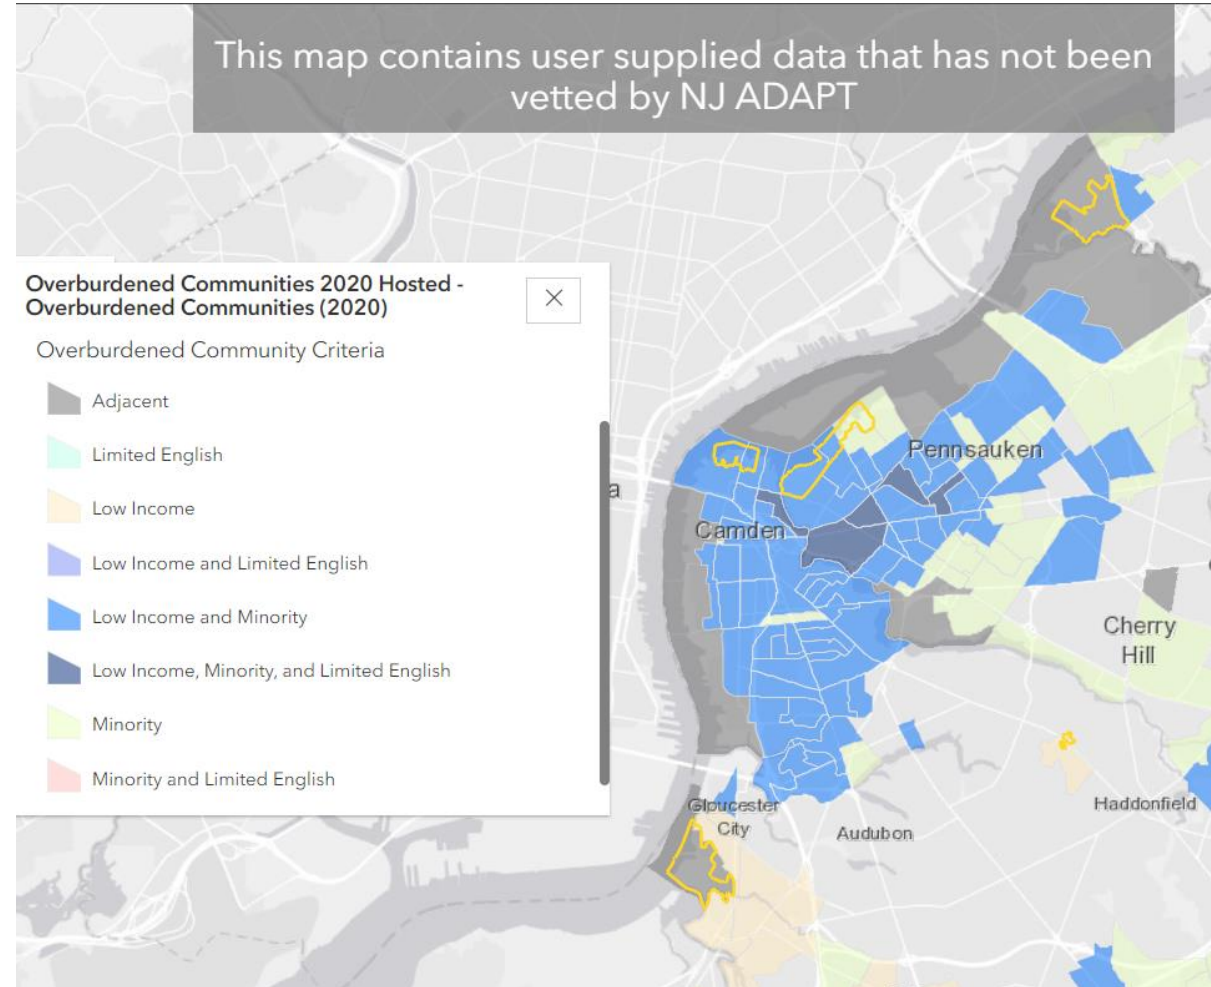 This map contains user supplied data that has not been
vetted by NJ ADAPT
Overburdened Communities 2020 Hosted -
Overburdened Communities (2020)
Overburdened Community Criteria
Adjacent
Limited English
Low Income
Low Income and Limited English
Low Income and Minority
Low Income, Minority, and Limited English
Minority
Minority and Limited English
a
Pennsauken
Camden
Cherry
Hill
Gloucester
City
Audubon
Haddonfield